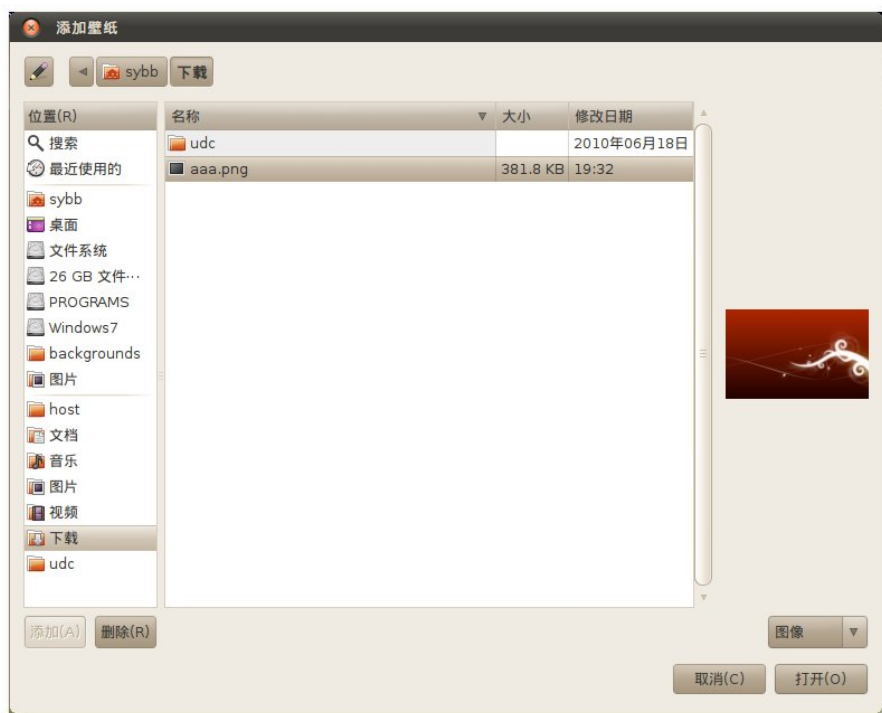 添加壁纸
sybb 下载
位置(R)
搜索
最近使用的
sybb
桌面
文件系统
26 GB 文件…
PROGRAMS
Windows7
backgrounds
图片
host
文档
音乐
图片
视频
下载
udc
名称 大小 修改日期
udc 2010年06月18日
aaa.png 381.8 KB 19:32
添加(A) 删除(R)
图像
取消(C) 打开(O)